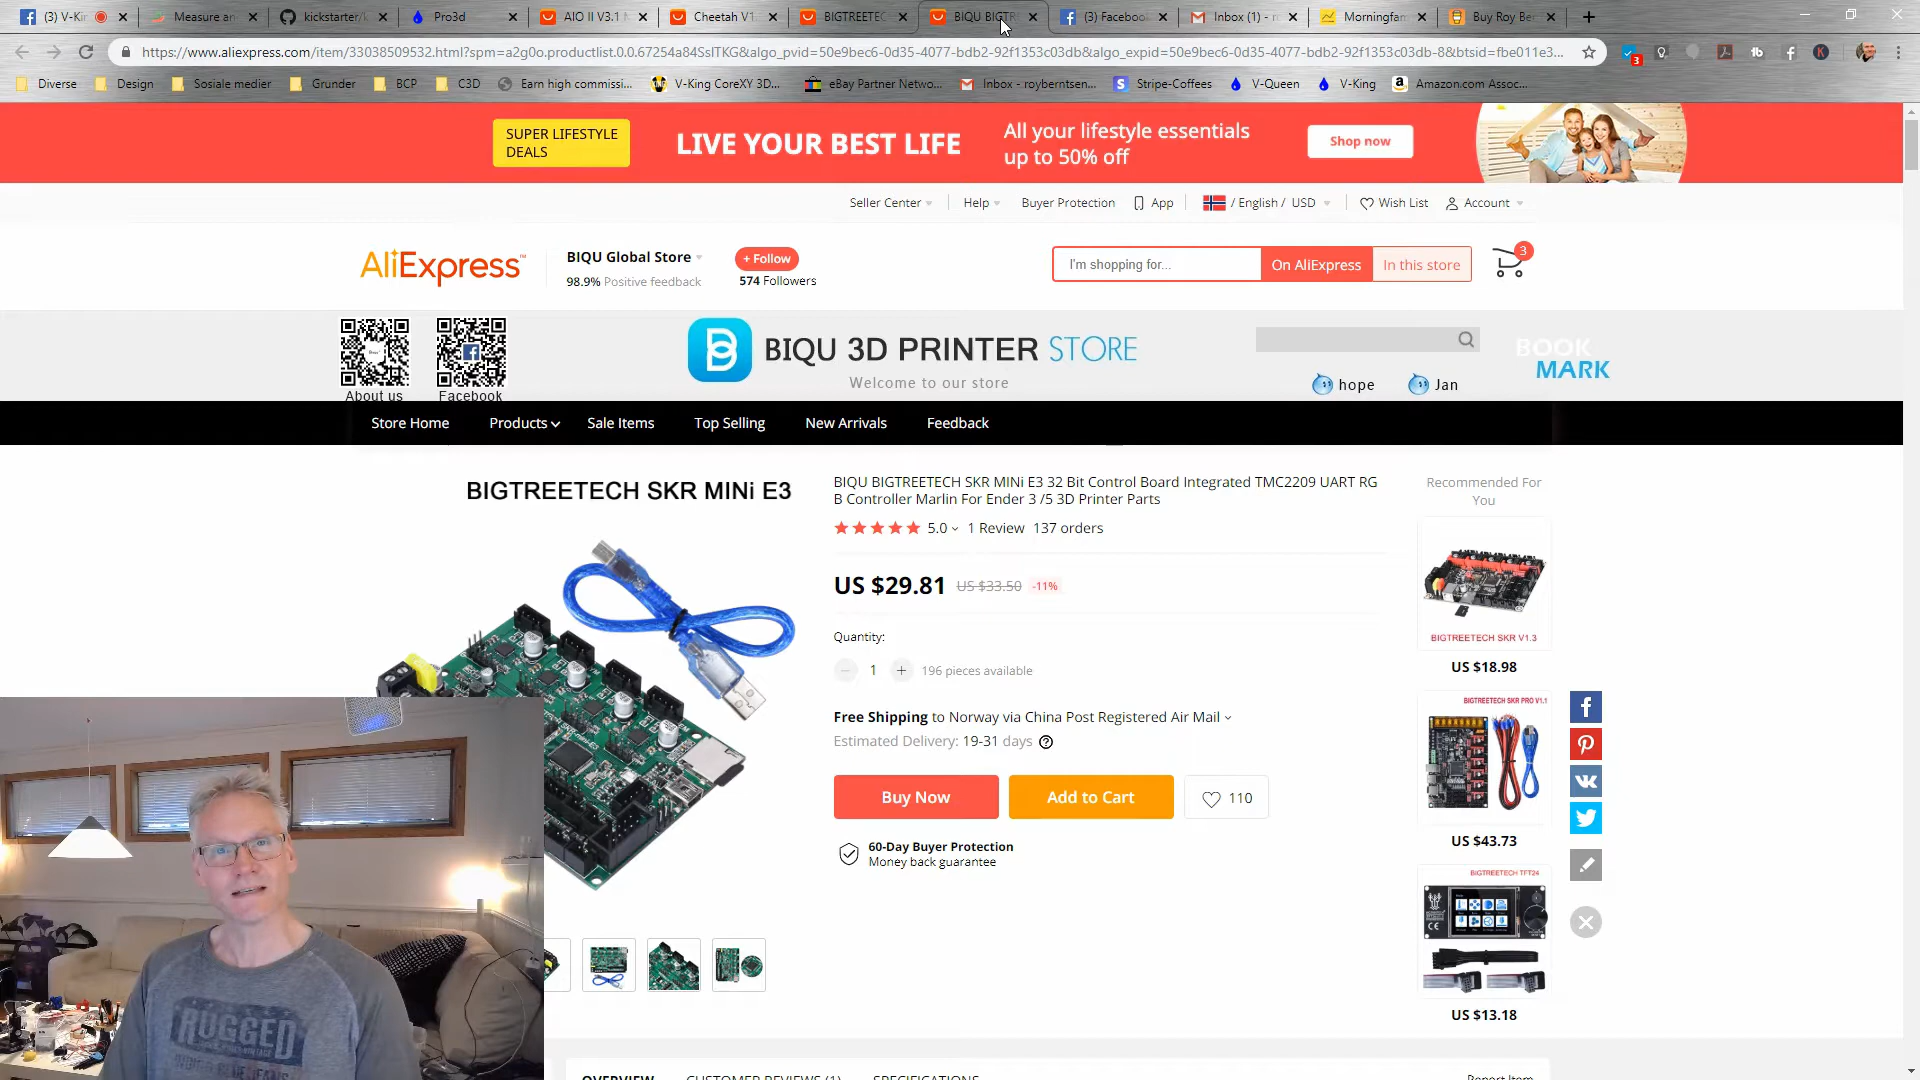 (3) V-Kir
Measure an
kickstarter/k
Pro3d
AIO II V3.1
Cheetah V1
BIGTREETEC
BIQU BIGTR
(3) Faceboo
Inbox (1) - r
Morningfam
Buy Roy Be
https://www.aliexpress.com/item/33038509532.html?spm=a2g0o.productlist.0.0.67254a84SsITKG&algo_pvid=50e9bec6-0d35-4077-bdb2-92f1353c03db&algo_expid=50e9bec6-0d35-4077-bdb2-92f1353c03db-8&btsid=fbe011e3...
3
Diverse
Design
Sosiale medier
Grunder
BCP
C3D
Earn high commissi...
V-King CoreXY 3D...
eBay Partner Netwo...
Inbox - royberntsen...
Stripe-Coffees
V-Queen
V-King
Amazon.com Assoc...
SUPER LIFESTYLE
DEALS
LIVE YOUR BEST LIFE
All your lifestyle essentials
up to 50% off
Shop now
Seller Center
Help
Buyer Protection
App
/ English / USD
Wish List
Account
AliExpress™
BIQU Global Store
98.9% Positive feedback
+ Follow
574 Followers
I'm shopping for...
On AliExpress
In this store
3
About us
Facebook
BIQU 3D PRINTER STORE
Welcome to our store
hope
Jan
BOOK
MARK
Store Home
Products
Sale Items
Top Selling
New Arrivals
Feedback
BIGTREETECH SKR MINi E3
BIQU BIGTREETECH SKR MINi E3 32 Bit Control Board Integrated TMC2209 UART RG
B Controller Marlin For Ender 3 /5 3D Printer Parts
5.0
1 Review
137 orders
US $29.81
US $33.50
-11%
Quantity:
1
196 pieces available
Free Shipping to Norway via China Post Registered Air Mail
Estimated Delivery: 19-31 days
Buy Now
Add to Cart
110
60-Day Buyer Protection
Money back guarantee
Recommended For
You
BIGTREETECH SKR V1.3
US $18.98
BIGTREETECH SKR PRO V1.1
US $43.73
BIGTREETECH TFT24
US $13.18
RUGGED
OVERVIEW
CUSTOMER REVIEWS (1)
SPECIFICATIONS
Report Item